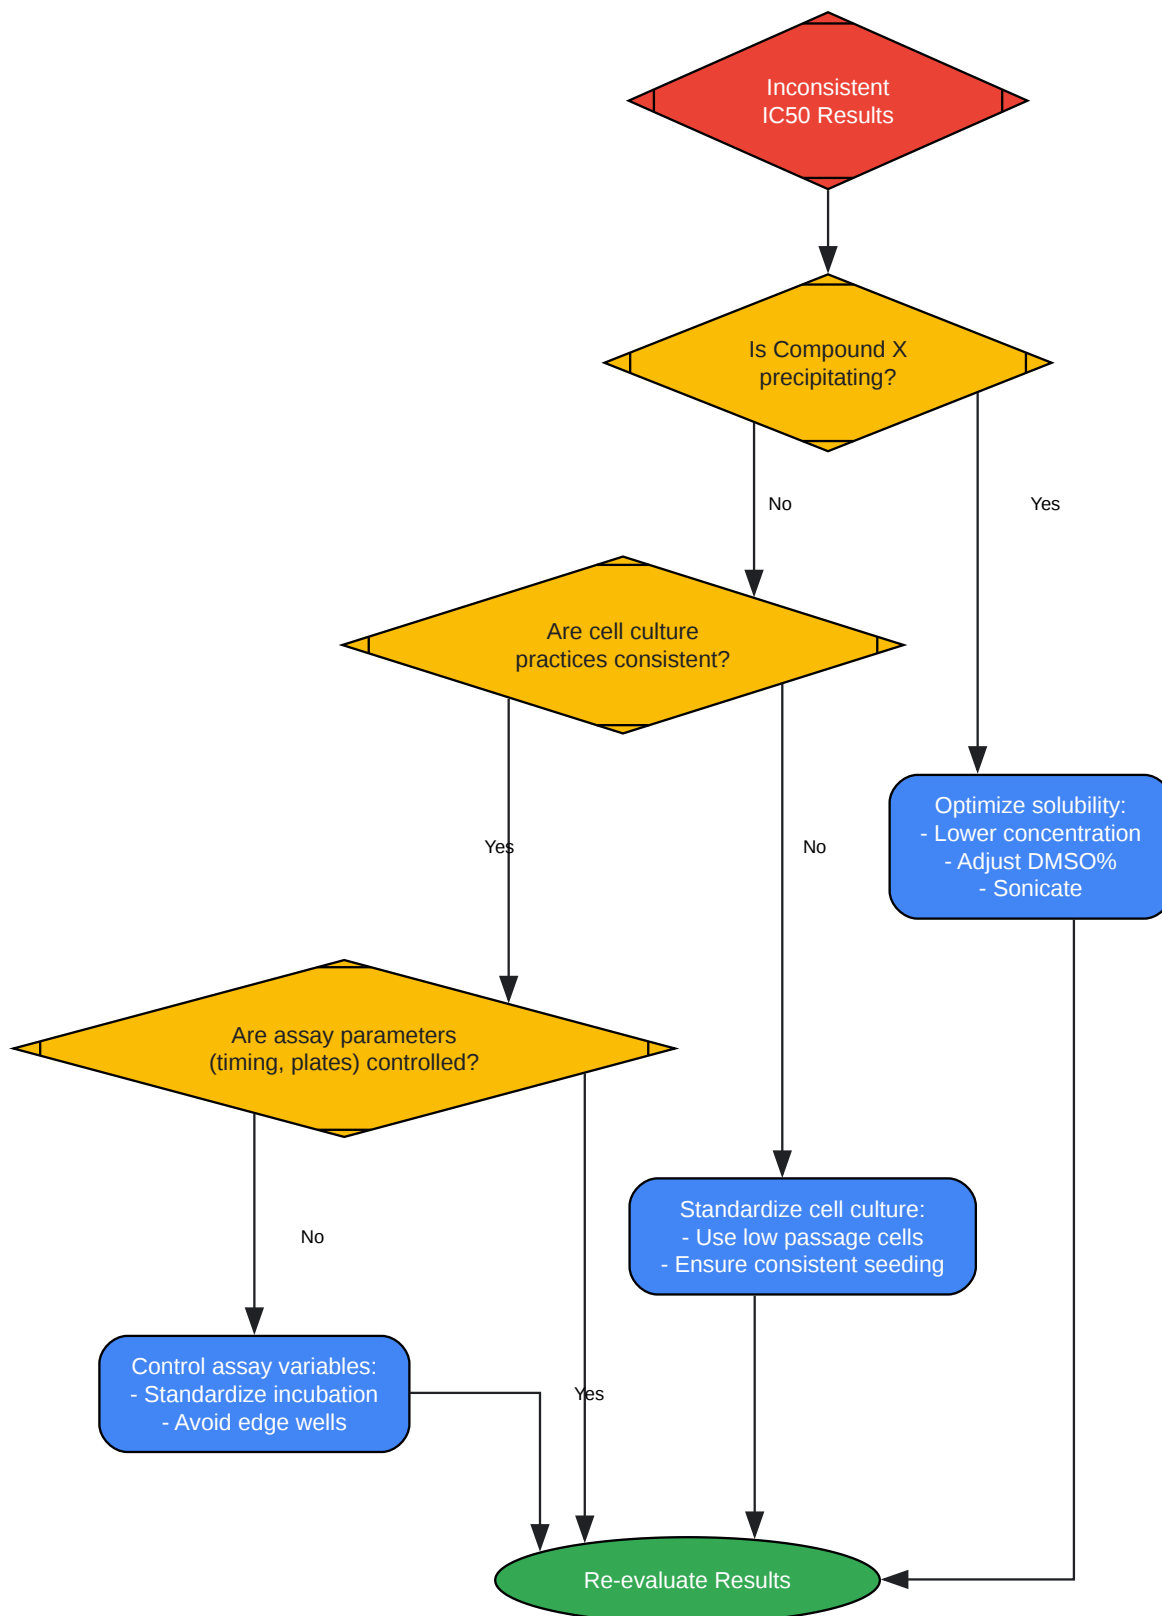 Inconsistent
IC50 Results
Is Compound X
precipitating?
No
Yes
Are cell culture
practices consistent?
Optimize solubility:
- Lower concentration
- Adjust DMSO%
- Sonicate
Yes
No
Are assay parameters
(timing, plates) controlled?
Standardize cell culture:
- Use low passage cells
- Ensure consistent seeding
No
Control assay variables:
- Standardize incubation
- Avoid edge wells
Yes
Re-evaluate Results